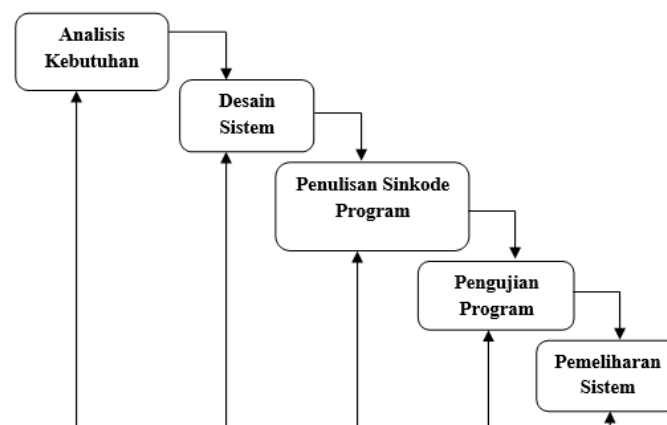 Analisis
Kebutuhan
Desain
Sistem
Penulisan Sinkode
Program
Pengujian
Program
Pemeliharan
Sistem